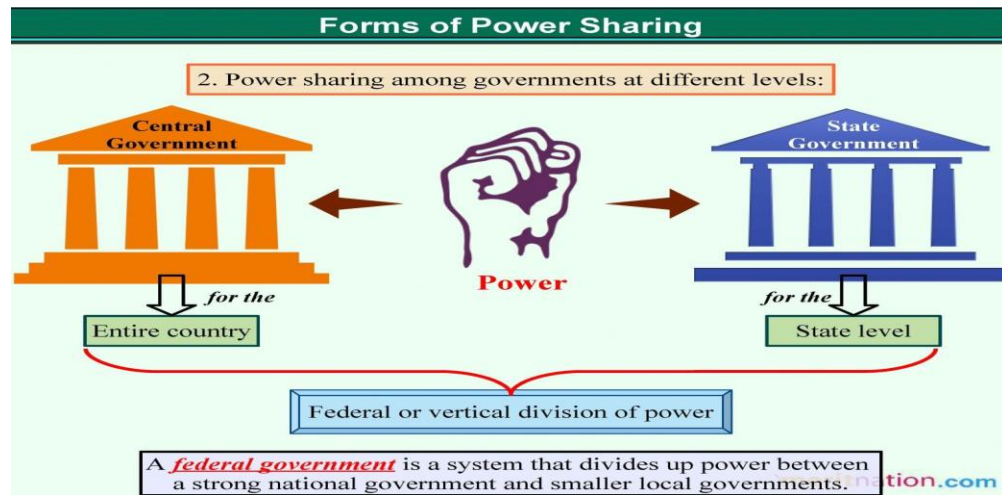 Forms of Power Sharing
2. Power sharing among governments at different levels:
Central
Government
State
Government
Power
for the
Entire country
for the
State level
Federal or vertical division of power
A federal government is a system that divides up power between
a strong national government and smaller local governments.
nation.com